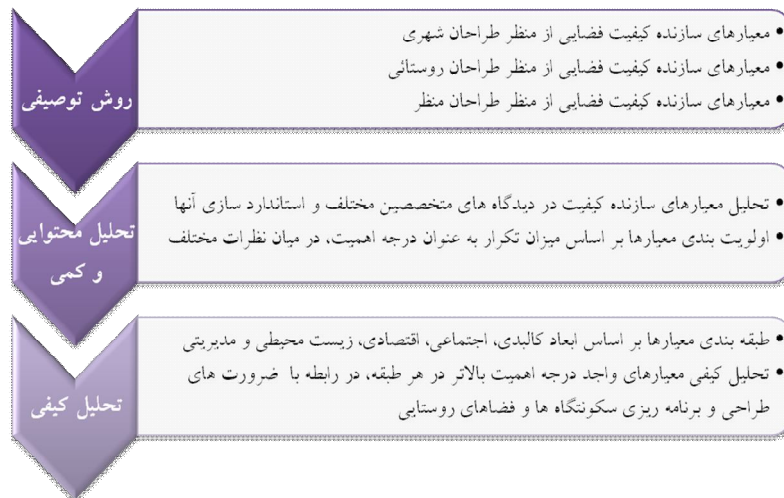 روش توصیفی
• معیارهای سازنده کیفیت فضایی از منظر طراحان شهری
• معیارهای سازنده کیفیت فضایی از منظر طراحان روستائی
• معیارهای سازنده کیفیت فضایی از منظر طراحان منظر
تحلیل محتوایی
و کمی
• تحلیل معیارهای سازنده کیفیت در دیدگاه های متخصصین مختلف و استاندارد سازی آنها
• اولویت بندی معیارها بر اساس میزان تکرار به عنوان درجه اهمیت، در میان نظرات مختلف
تحلیل کیفی
• طبقه بندی معیارها بر اساس ابعاد کالبدی، اجتماعی، اقتصادی، زیست محیطی و مدیریتی
• تحلیل کیفی معیارهای واجد درجه اهمیت بالاتر در هر طبقه، در رابطه با ضرورت های
طراحی و برنامه ریزی سکونتگاه ها و فضاهای روستایی